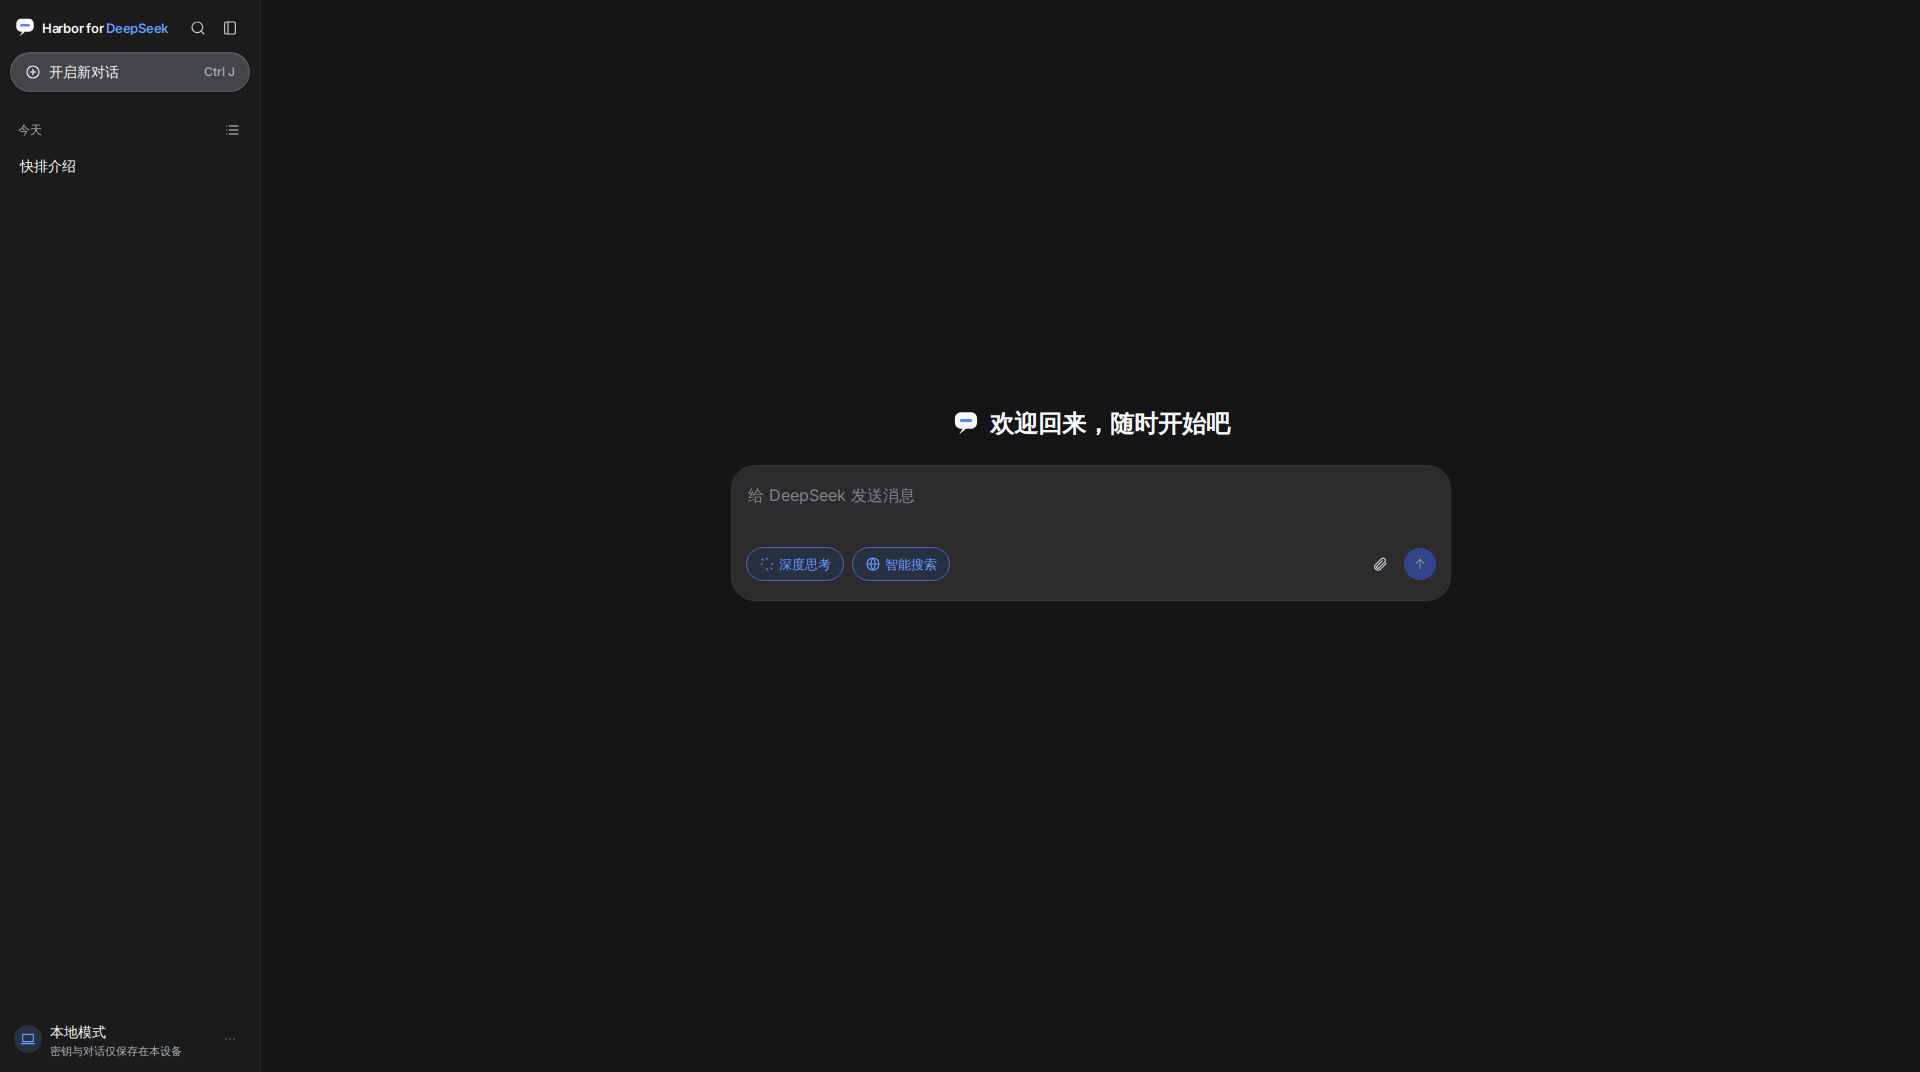 Harbor for DeepSeek
开启新对话 Ctrl J
今天
快排介绍
欢迎回来，随时开始吧
给 DeepSeek 发送消息
深度思考 智能搜索
本地模式
密钥与对话仅保存在本设备